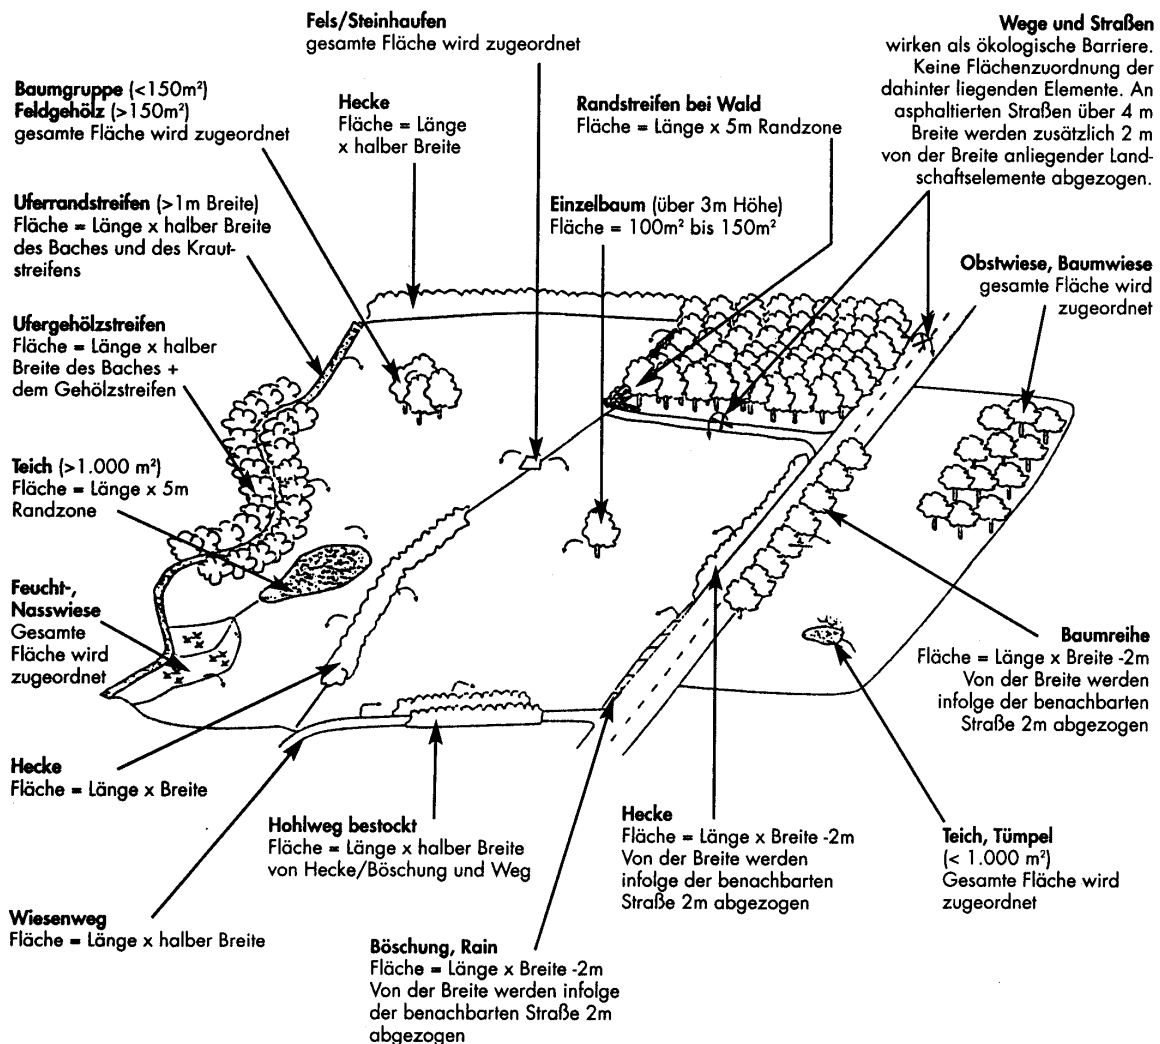 Fels/Steinhaufen
gesamte Fläche wird zugeordnet
Wege und Straßen
wirken als ökologische Barriere.
Keine Flächenzuordnung der
dahinter liegenden Elemente. An
asphaltierten Straßen über 4 m
Breite werden zusätzlich 2 m
von der Breite anliegender Land-
schaftselemente abgezogen.
Baumgruppe (<150m²)
Feldgehölz (>150m²)
gesamte Fläche wird zugeordnet
Hecke
Fläche = Länge
x halber Breite
Randstreifen bei Wald
Fläche = Länge x 5m Randzone
Uferrandstreifen (>1m Breite)
Fläche = Länge x halber Breite
des Baches und des Kraut-
streifens
Einzelbaum (über 3m Höhe)
Fläche = 100m² bis 150m²
Obstwiese, Baumwiese
gesamte Fläche wird
zugeordnet
Ufergehölzstreifen
Fläche = Länge x halber
Breite des Baches +
dem Gehölzstreifen
Teich (>1.000 m²)
Fläche = Länge x 5m
Randzone
Feucht-,
Nasswiese
Gesamte
Fläche wird
zugeordnet
Baumreihe
Fläche = Länge x Breite -2m
Von der Breite werden
infolge der benachbarten
Straße 2m abgezogen
Hecke
Fläche = Länge x Breite
Hohlweg bestockt
Fläche = Länge x halber Breite
von Hecke/Böschung und Weg
Hecke
Fläche = Länge x Breite -2m
Von der Breite werden
infolge der benachbarten
Straße 2m abgezogen
Teich, Tümpel
(< 1.000 m²)
Gesamte Fläche wird
zugeordnet
Wiesenweg
Fläche = Länge x halber Breite
Böschung, Rain
Fläche = Länge x Breite -2m
Von der Breite werden infolge
der benachbarten Straße 2m
abgezogen